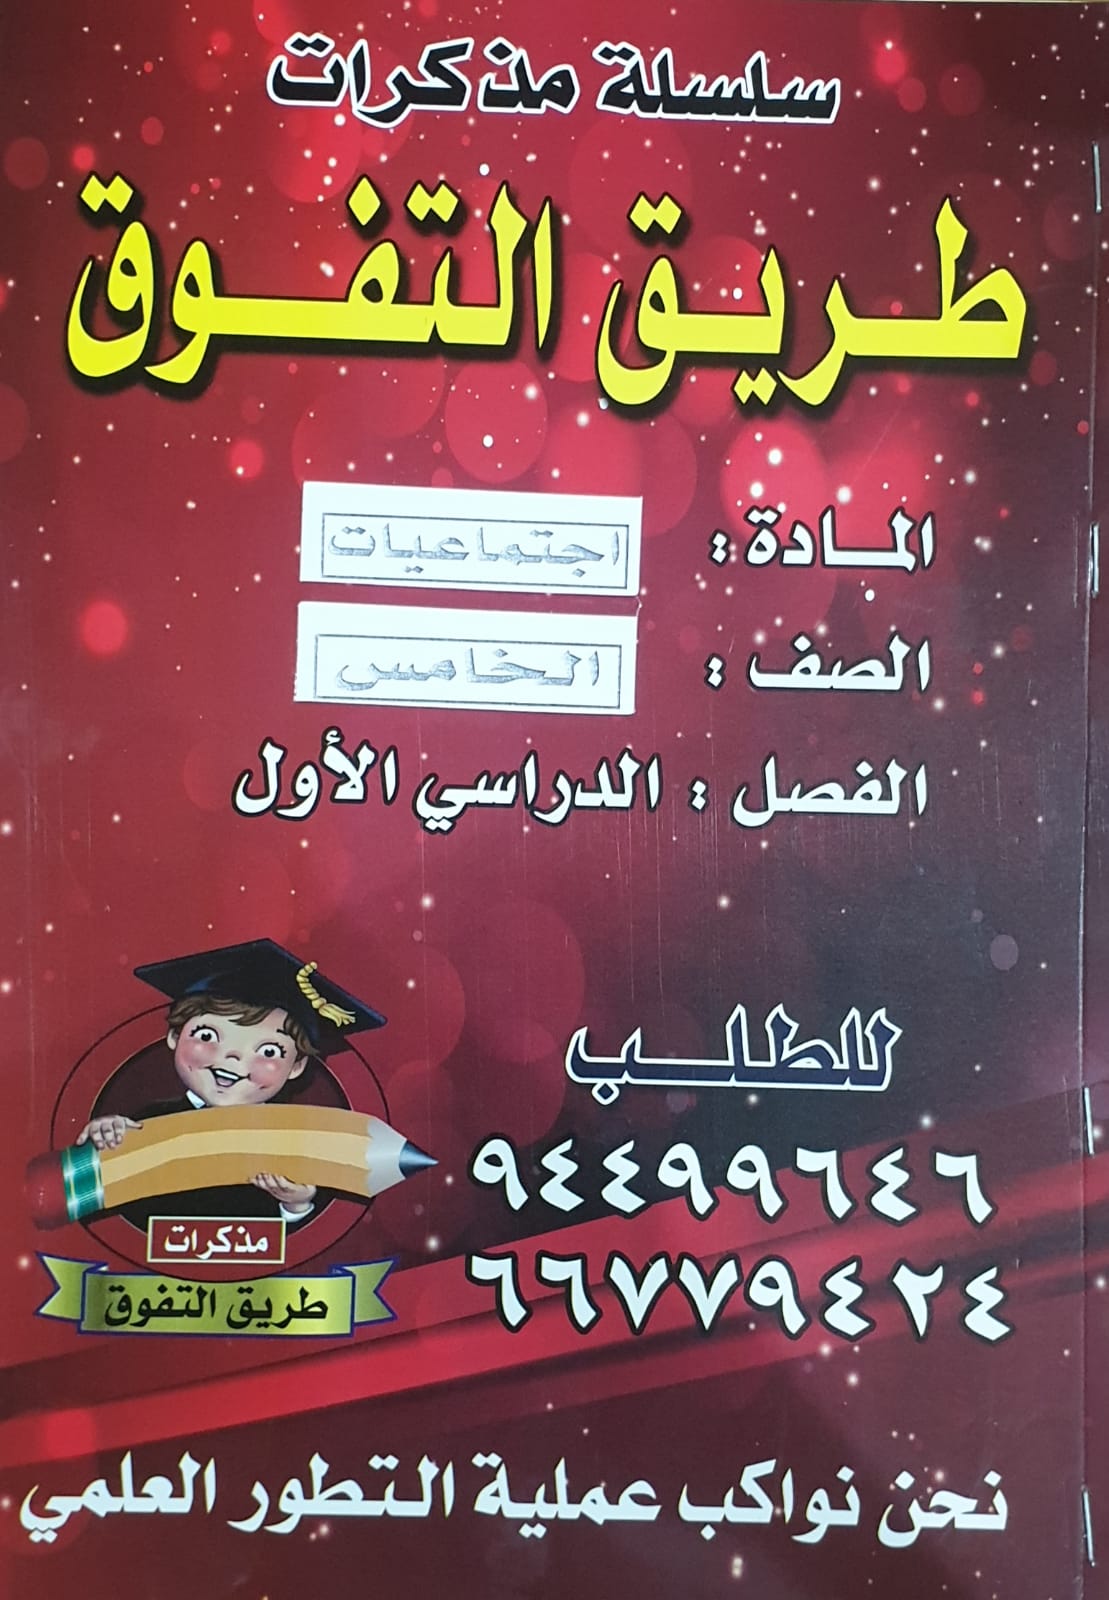 سلسلة مذكرات
طريق التفوق
المادة : اجتماعيات
الصف : الخامس
الفصل : الدراسي الأول
للطلب
٩٤٤٩٩٦٤٦
٦٦٧٧٩٤٢٤
مذكرات
طريق التفوق
نحن نواكب عملية التطور العلمي